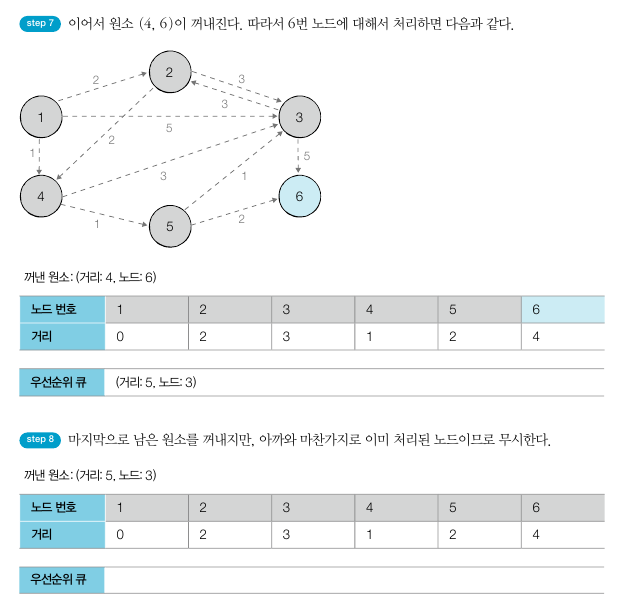 step 7 이어서 원소 (4, 6)이 꺼내진다. 따라서 6번 노드에 대해서 처리하면 다음과 같다.
2
3
2
3
1
5
3
1
2
5
3
1
4
6
1
5
2
꺼낸 원소: (거리: 4, 노드: 6)
노드 번호 1 2 3 4 5 6
거리 0 2 3 1 2 4
우선순위 큐 (거리: 5, 노드: 3)
step 8 마지막으로 남은 원소를 꺼내지만, 아까와 마찬가지로 이미 처리된 노드이므로 무시한다.
꺼낸 원소: (거리: 5, 노드: 3)
노드 번호 1 2 3 4 5 6
거리 0 2 3 1 2 4
우선순위 큐